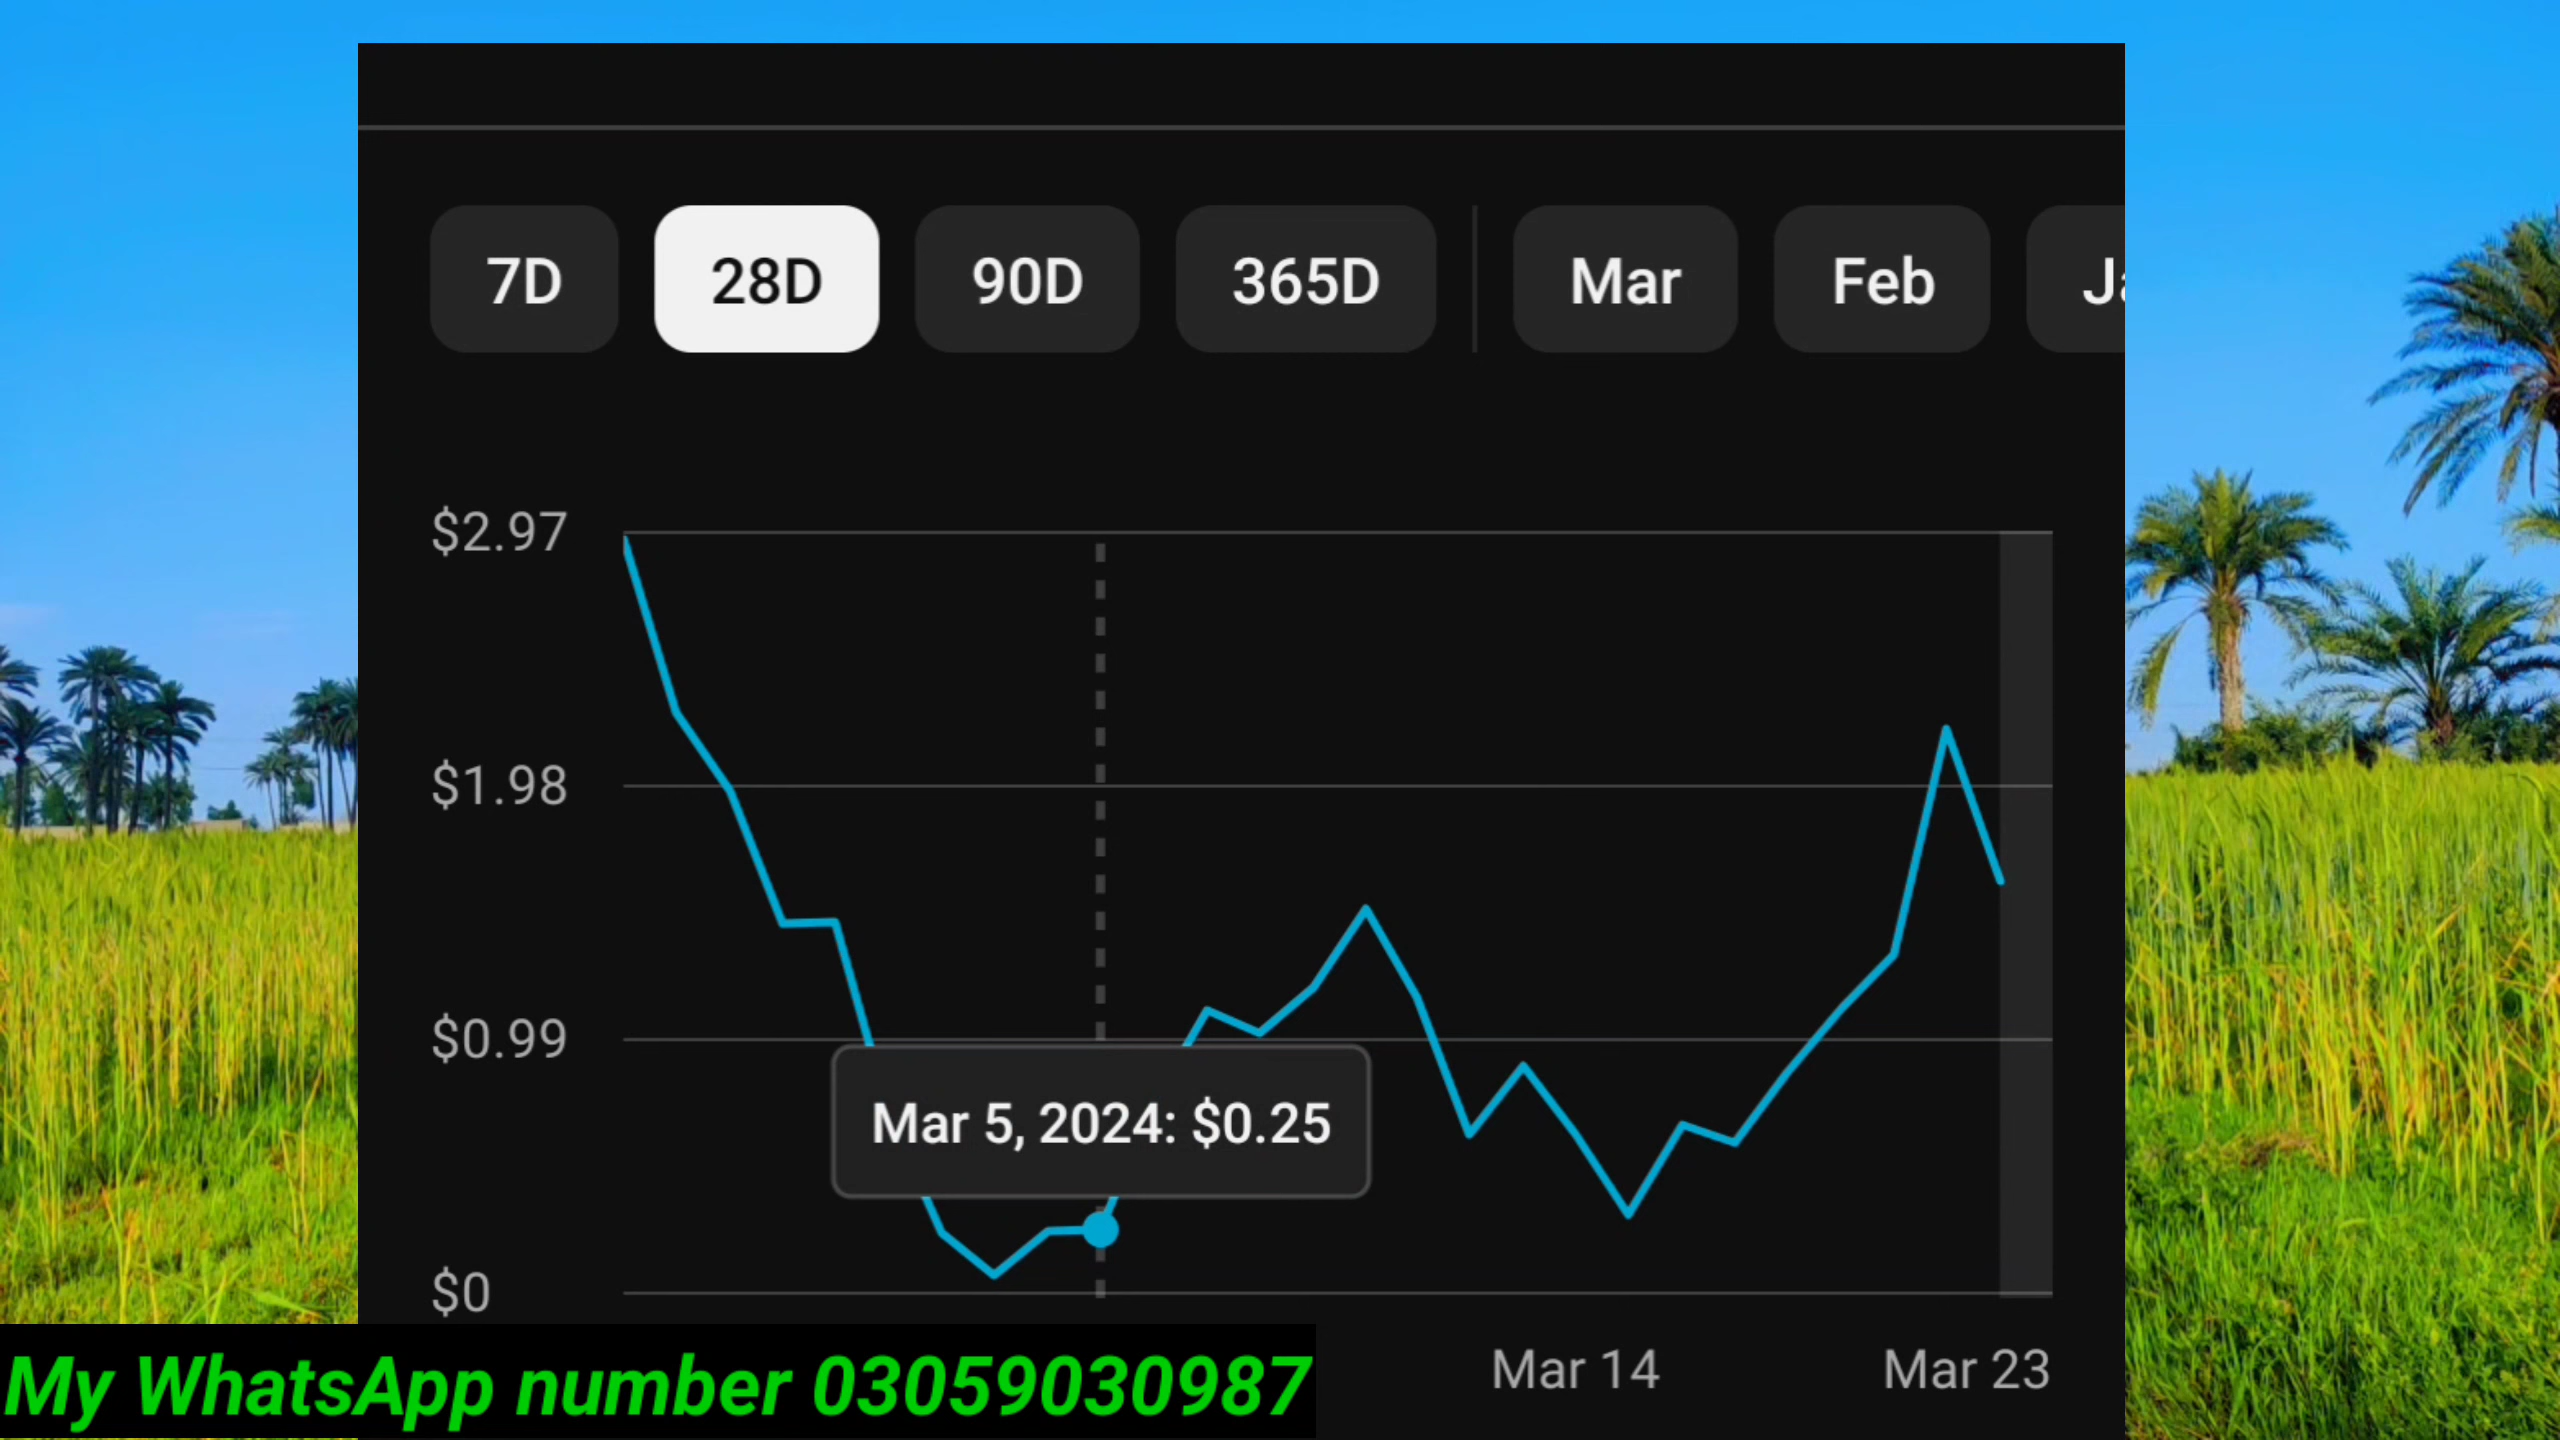 7D 28D 90D 365D Mar Feb Ja
$2.97
$1.98
$0.99
Mar 5, 2024: $0.25
$0
Mar 14 Mar 23
My WhatsApp number 03059030987